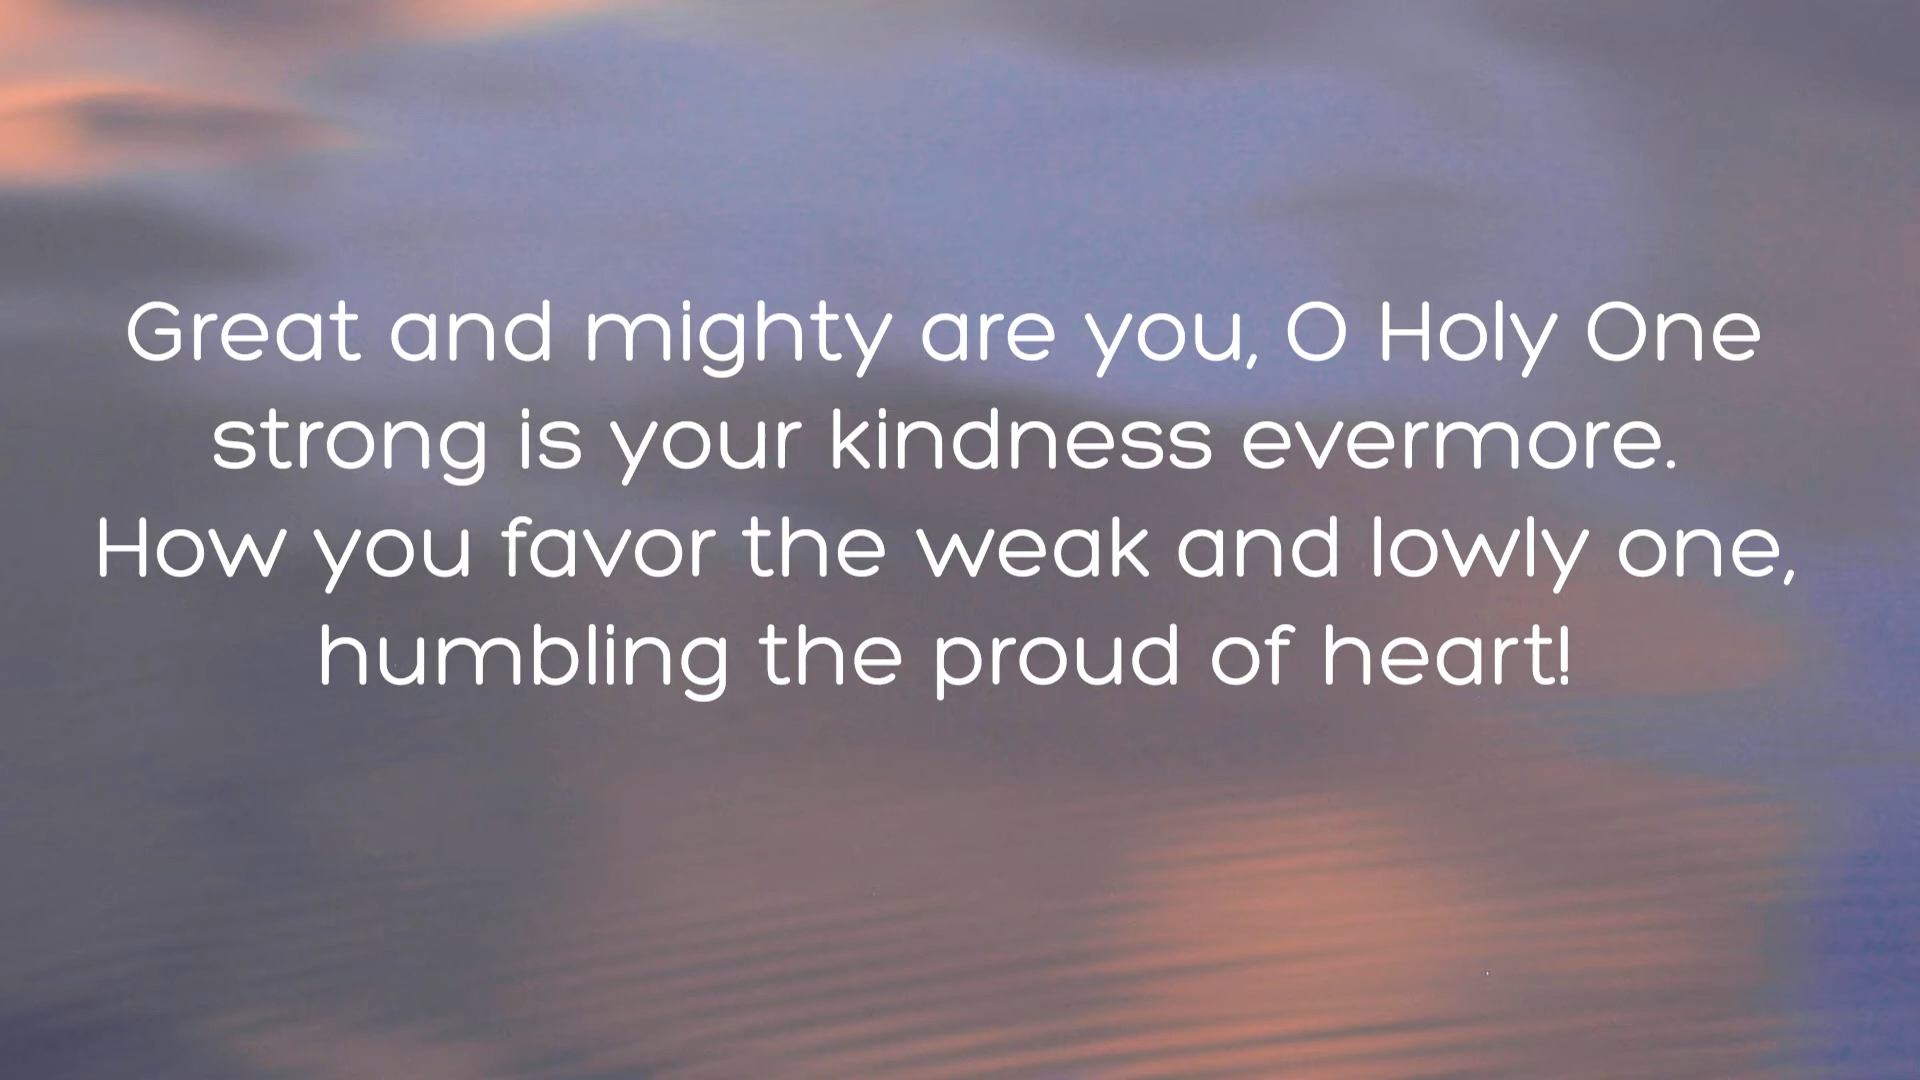 Great and mighty are you, O Holy One
strong is your kindness evermore.
How you favor the weak and lowly one,
humbling the proud of heart!